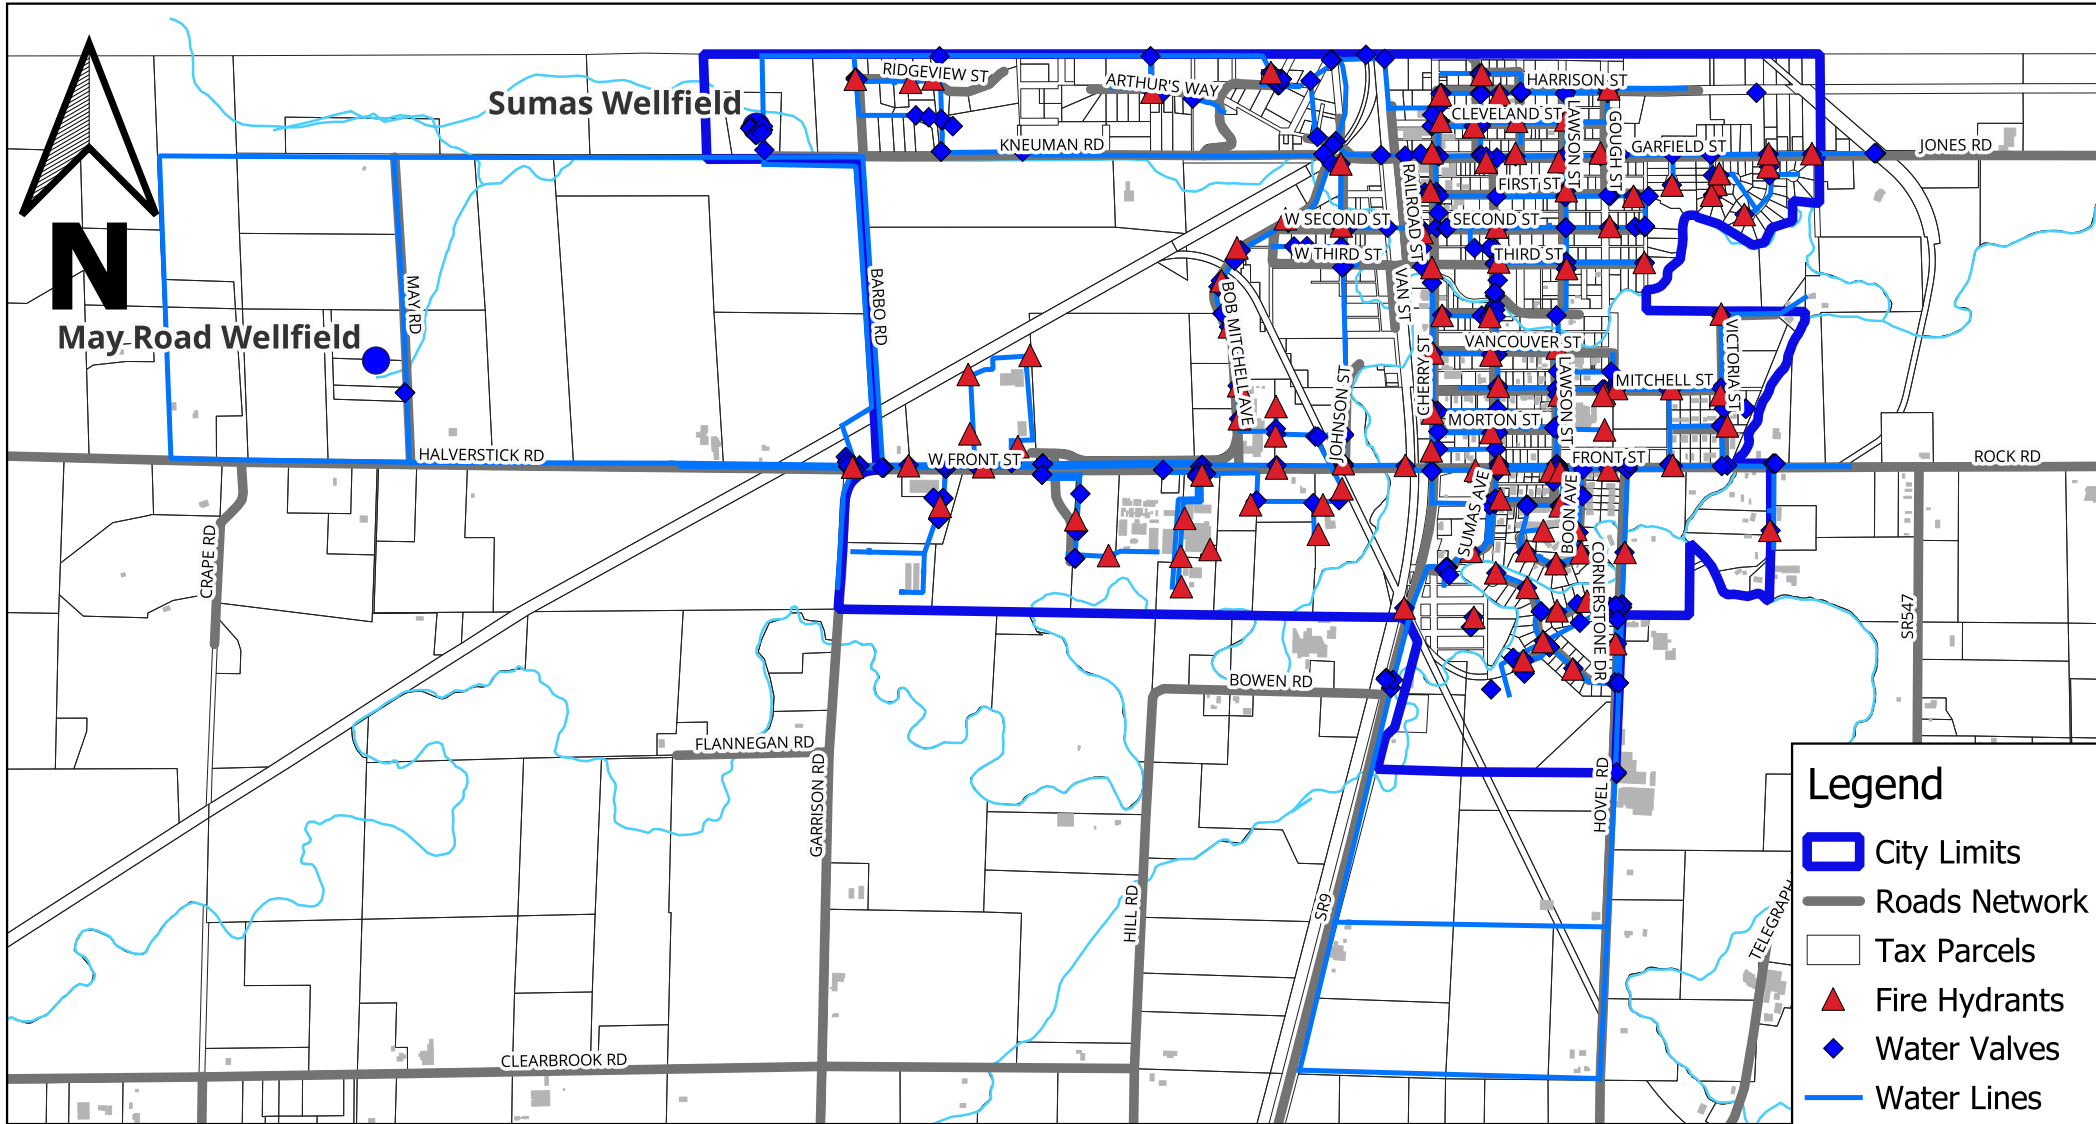 RIDGEVIEW ST
ARTHUR'S WAY
HARRISON ST
Sumas Wellfield
CLEVELAND ST
LAWSON ST
GOUGH ST
KNEUMAN RD
GARFIELD ST
JONES RD
RAILROAD ST
FIRST ST
W SECOND ST
SECOND ST
W THIRD ST
THIRD ST
N
MAY RD
BARBO RD
BOB MITCHELL AVE
VAN ST
May Road Wellfield
VANCOUVER ST
VICTORIA ST
CHERRY ST
JOHNSON ST
LAWSON ST
MITCHELL ST
MORTON ST
HALVERSTICK RD
W FRONT ST
FRONT ST
ROCK RD
SUMAS AVE
BOON AVE
CRAPE RD
CORNERSTONE DR
SR547
BOWEN RD
FLANNEGAN RD
GARRISON RD
HOVEL RD
HILL RD
SR9
TELEGRAPH
CLEARBROOK RD
Legend
City Limits
Roads Network
Tax Parcels
Fire Hydrants
Water Valves
Water Lines